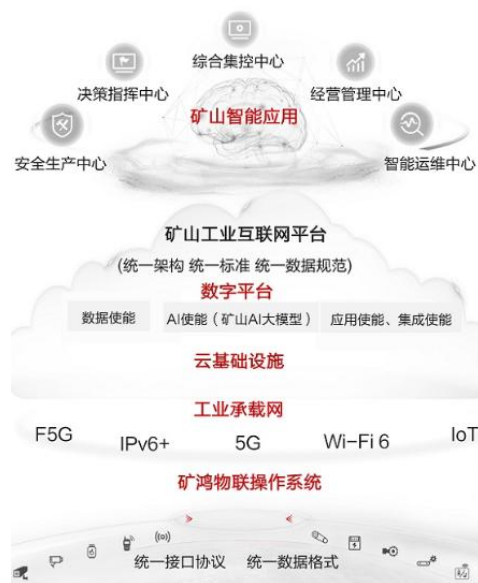 综合集控中心
决策指挥中心 经营管理中心
矿山智能应用
安全生产中心 智能运维中心
矿山工业互联网平台
(统一架构 统一标准 统一数据规范)
数字平台
数据使能 AI使能（矿山AI大模型） 应用使能、集成使能
云基础设施
工业承载网
F5G IPv6+ 5G Wi-Fi 6 IoT
矿鸿物联操作系统
统一接口协议 统一数据格式